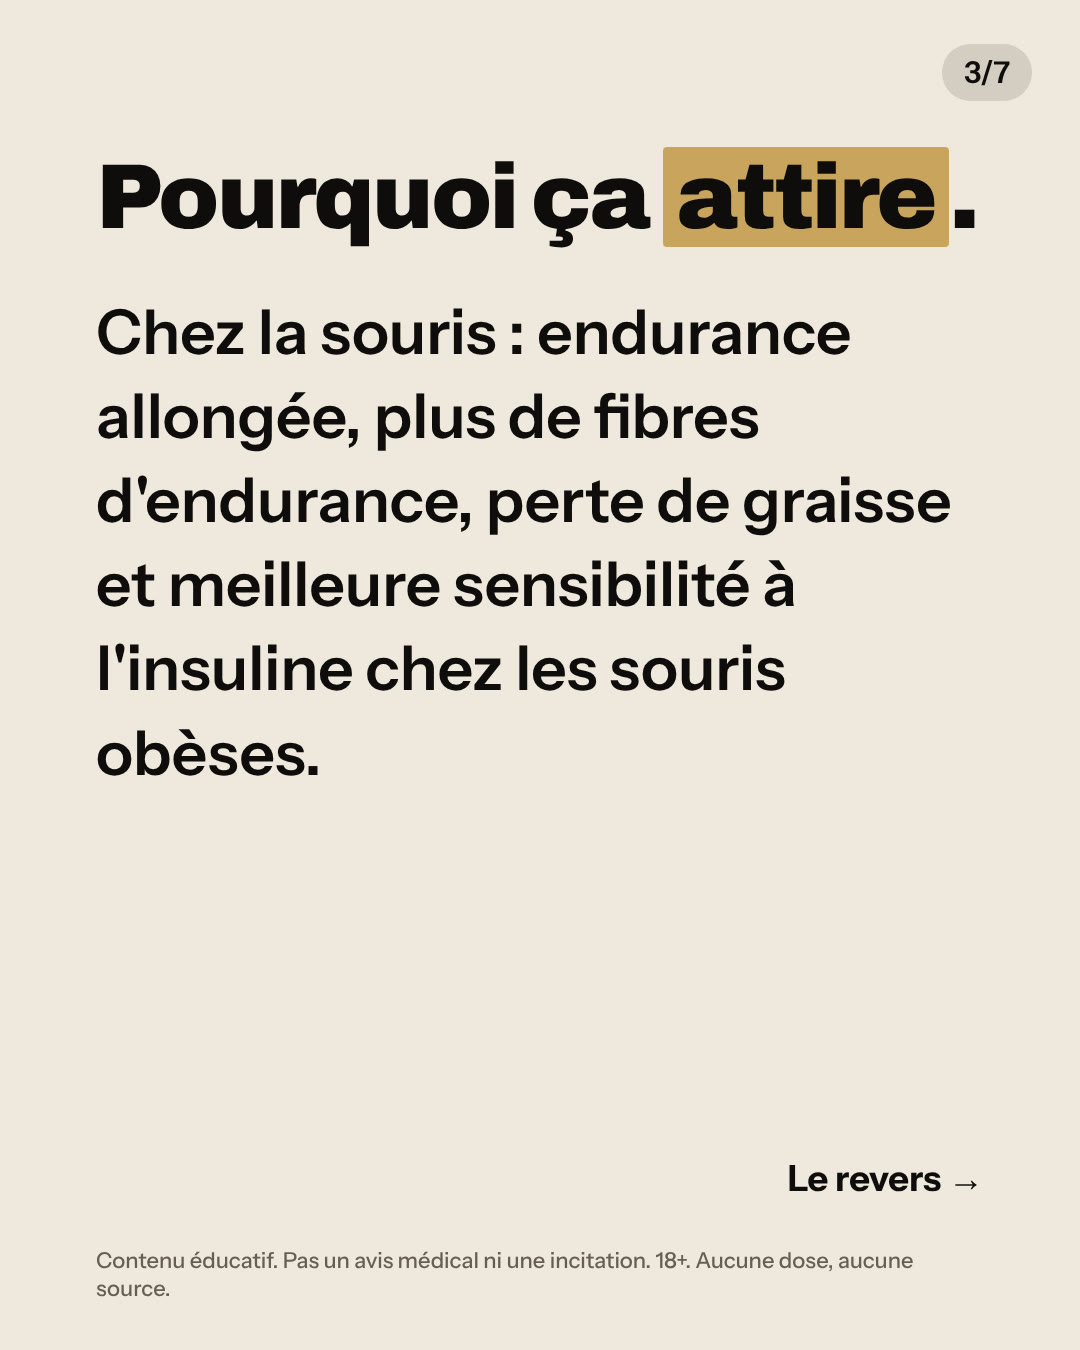 3/7
Pourquoi ça attire.
Chez la souris : endurance
allongée, plus de fibres
d'endurance, perte de graisse
et meilleure sensibilité à
l'insuline chez les souris
obèses.
Le revers →
Contenu éducatif. Pas un avis médical ni une incitation. 18+. Aucune dose, aucune
source.